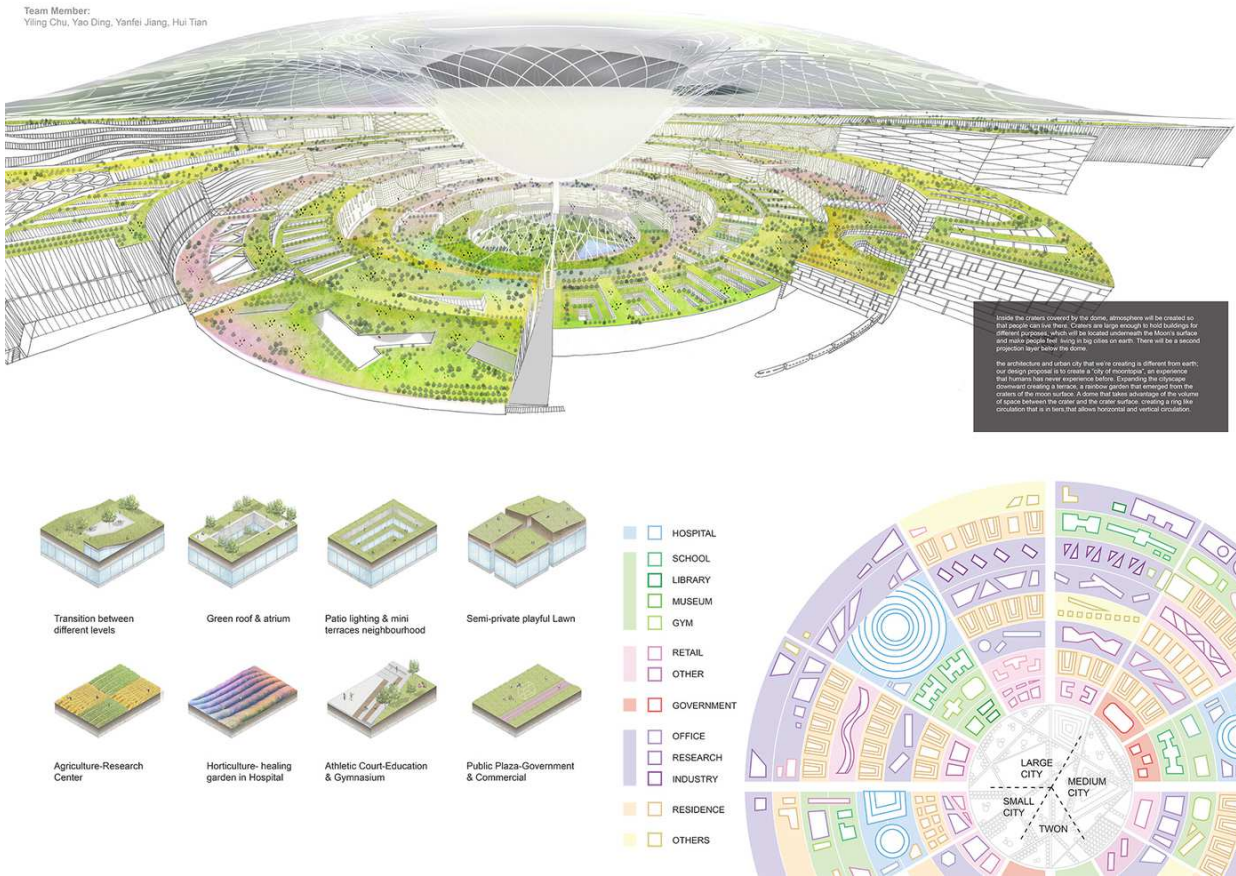 Team Member:
Yiling Chu, Yao Ding, Yanfei Jiang, Hui Tian
Inside the craters covered by the dome, atmosphere will be created so
that people can live there. Craters are large enough to hold buildings for
different purposes, which will be located underneath the Moon's surface
and make people feel living in big cities on earth. There will be a second
projection layer below the dome.
the architecture and urban city that we're creating is different from earth;
our design proposal is to create a "city of moontopia", an experience
that humans has never experience before. Expanding the cityscape
downward creating a terrace, a rainbow garden that emerged from the
craters of the moon surface. A dome that takes advantage of the volume
of space between the crater and the crater surface. creating a ring like
circulation that is in tiers,that allows horizontal and vertical circulation.
Transition between
different levels
Green roof & atrium
Patio lighting & mini
terraces neighbourhood
Semi-private playful Lawn
Agriculture-Research
Center
Horticulture- healing
garden in Hospital
Athletic Court-Education
& Gymnasium
Public Plaza-Government
& Commercial
HOSPITAL
SCHOOL
LIBRARY
MUSEUM
GYM
RETAIL
OTHER
GOVERNMENT
OFFICE
RESEARCH
INDUSTRY
RESIDENCE
OTHERS
LARGE
CITY
MEDIUM
CITY
SMALL
CITY
TWON